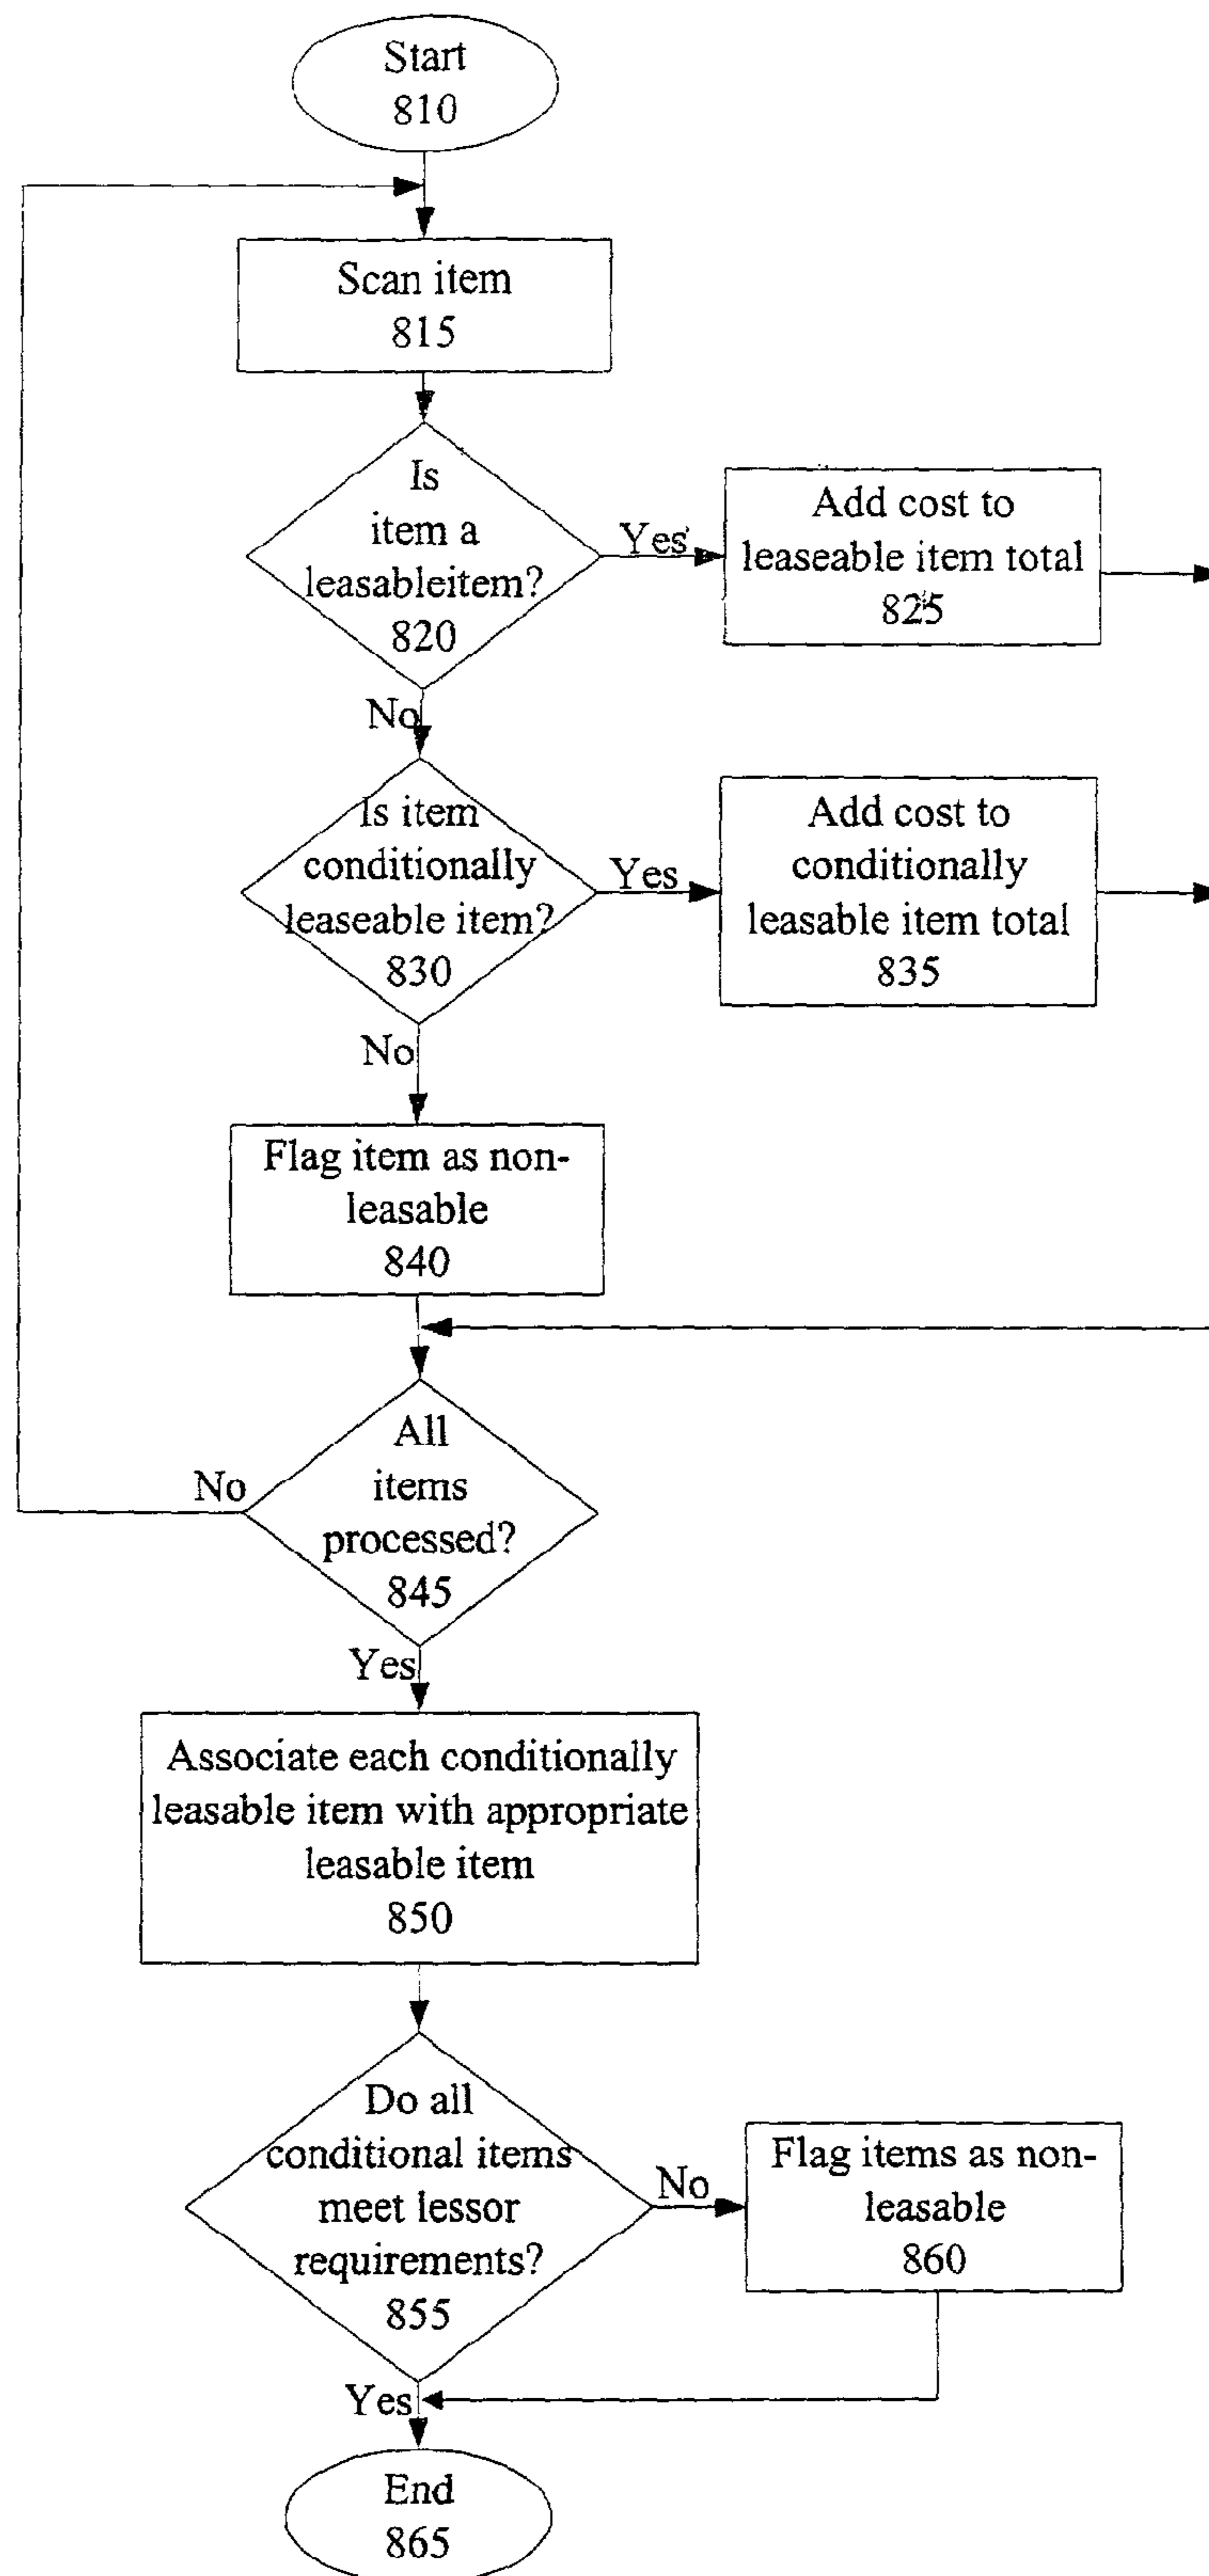 Start
810
Scan item
815
Is
item a
leasableitem?
820
Yes
Add cost to
leaseable item total
825
No
Is item
conditionally
leaseable item?
830
Yes
Add cost to
conditionally
leasable item total
835
No
Flag item as non-
leasable
840
All
items
processed?
845
No
Yes
Associate each conditionally
leasable item with appropriate
leasable item
850
Do all
conditional items
meet lessor
requirements?
855
No
Flag items as non-
leasable
860
Yes
End
865